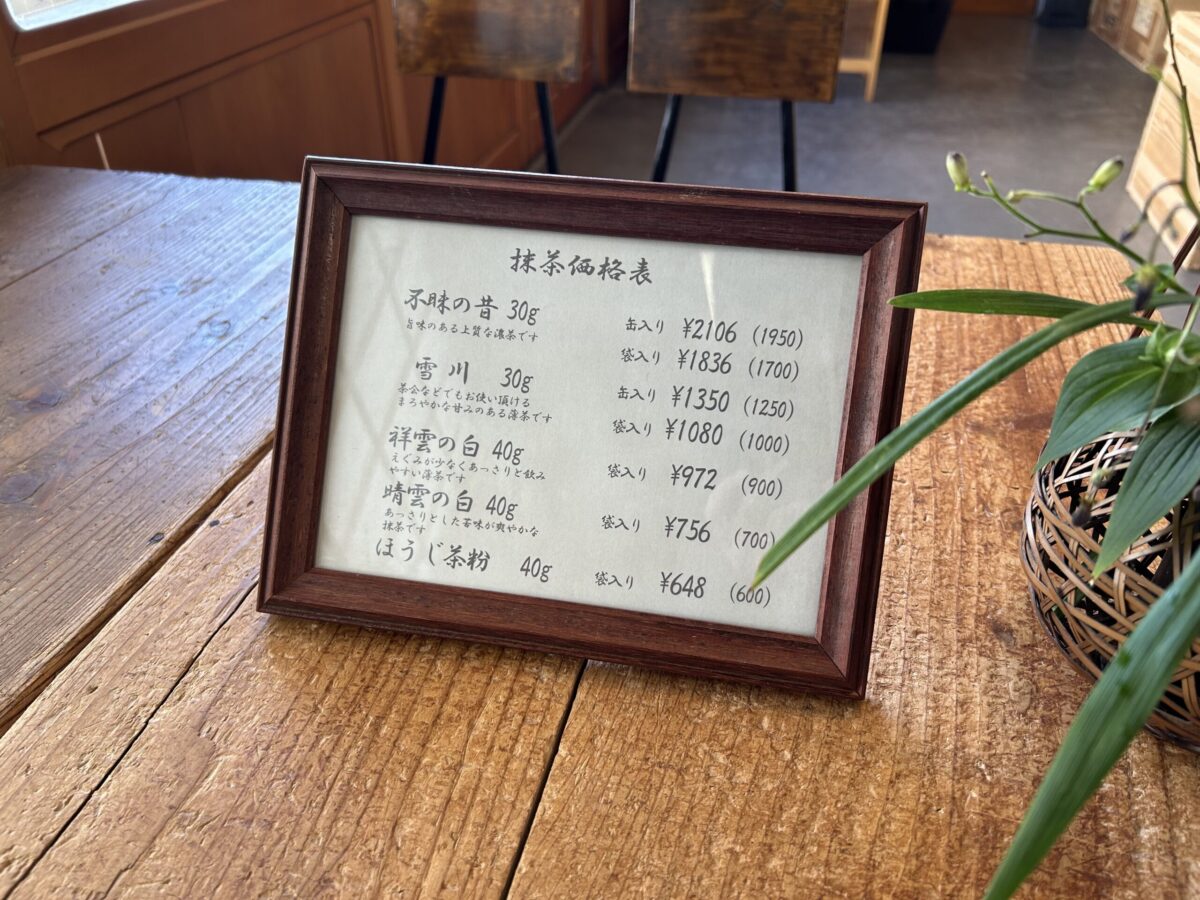 抹茶価格表
不昧の昔 30g 缶入り ¥2106 (1950)
旨味のある上質な濃茶です
袋入り ¥1836 (1700)
雪川 30g 缶入り ¥1350 (1250)
茶会などでもお使い頂ける
まろやかな甘みのある薄茶です
袋入り ¥1080 (1000)
祥雲の白 40g 袋入り ¥972 (900)
えぐみが少なくあっさりと飲み
やすい薄茶です
晴雲の白 40g 袋入り ¥756 (700)
あっさりとした苦味が爽やかな
抹茶です
ほうじ茶粉 40g 袋入り ¥648 (600)